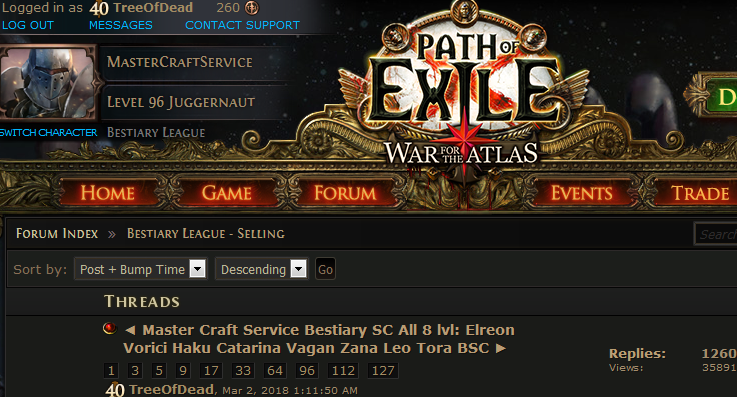 Logged in as 40 TreeOfDead 260
LOG OUT MESSAGES CONTACT SUPPORT
MasterCraftService
Level 96 Juggernaut
SWITCH CHARACTER Bestiary League
PATH OF EXILE
WAR FOR THE ATLAS
Home Game Forum Events Trade
D
Forum Index » Bestiary League - Selling Search
Sort by: Post + Bump Time Descending Go
Threads
◄ Master Craft Service Bestiary SC All 8 lvl: Elreon
Vorici Haku Catarina Vagan Zana Leo Tora BSC ►
Replies: 1260
Views: 35891
1 3 5 9 17 33 64 96 112 127
40 TreeOfDead, Mar 2, 2018 1:11:50 AM